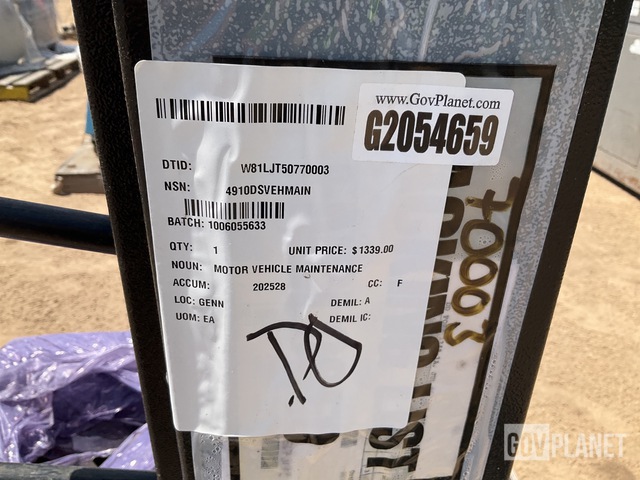 www.GovPlanet.com
G2054659
DTID: W81LJT50770003
NSN: 4910DSVEHMAIN
BATCH: 1006055633
QTY: 1 UNIT PRICE: $1339.00
NOUN: MOTOR VEHICLE MAINTENANCE
ACCUM: 202528 CC: F
LOC: GENN DEMIL: A
UOM: EA DEMIL IC:
70003
GOVPLANET